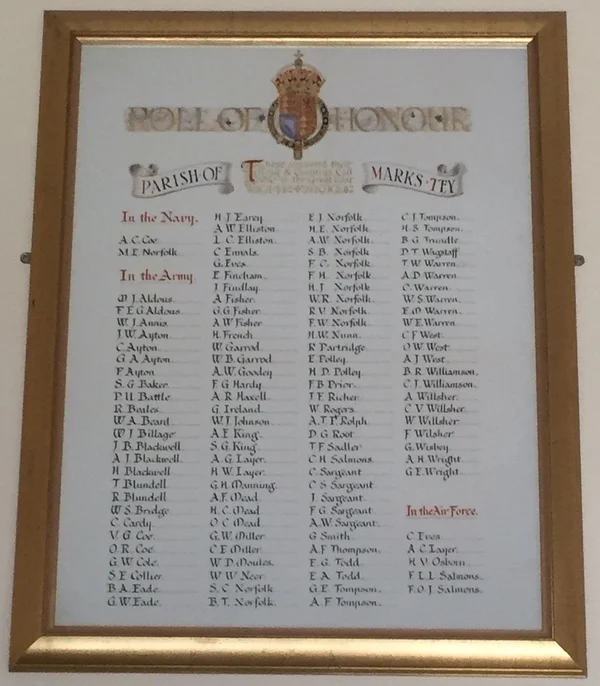 ROLL OF HONOUR
PARISH OF
MARKS TEY
In the Navy.
A.C. Coe
M.E. Norfolk
In the Army
M.J. Aldous
F.E.G. Aldous
W.J. Annis
J.W. Ayton
C. Ayton
G.A. Ayton
F. Ayton
S.G. Baker
P.U. Battle
R. Bailes
W.A. Beard
W.J. Billage
J.B. Blackwell
A.J. Blackwell
H. Blackwell
T. Blundell
R. Blundell
W.S. Bridge
C. Cardy
V.G. Coe
O.R. Coe
G.W. Cole
S.E. Collier
B.A. Eade
G.W. Eade
H.J. Earey
A.W. Elliston
L.C. Elliston
C. Ennals
G. Eves
E. Fincham
J. Findlay
A. Fisher
G.G. Fisher
A.W. Fisher
H. French
W. Garrod
W.B. Garrod
A.W. Goodey
F.G. Hardy
A.R. Haxell
G. Ireland
W.J. Johnson
A.E. King
S.G. King
A.G. Layer
H.W. Layer
G.H. Manning
A.F. Mead
H.C. Mead
O.C. Mead
G.W. Miller
C.E. Miller
W.D. Moules
W.W. Neer
S.C. Norfolk
B.T. Norfolk
E.J. Norfolk
H.E. Norfolk
A.W. Norfolk
S.B. Norfolk
F.C. Norfolk
F.H. Norfolk
H.J. Norfolk
W.R. Norfolk
R.V. Norfolk
F.W. Norfolk
H.W. Nunn
R. Partridge
E. Polley
H.D. Polley
F.B. Prior
T.E. Richer
W. Rogers
A.T.P. Rolph
D.G. Root
T.F. Sadler
C.H. Salmons
C. Sargeant
C.S. Sargeant
J. Sargeant
F.G. Sargeant
A.W. Sargeant
G. Smith
A.F. Thompson
E.G. Todd
E.A. Todd
G.E. Tompson
A.F. Tompson
C.J. Tompson
H.S. Tompson
B.G. Trundle
D.T. Wagstaff
T.W. Warren
A.D. Warren
C. Warren
W.S. Warren
E.M. Warren
W.E. Warren
C.F. West
O.W. West
A.J. West
B.R. Williamson
C.J. Williamson
A. Willsher
C.V. Willsher
W. Willsher
F. Wilsher
G. Wisbey
A.H. Wright
G.E. Wright
In the Air Force.
C. Eves
A.C. Layer
H.V. Osborn
F.L.L. Salmons
F.O.J. Salmons